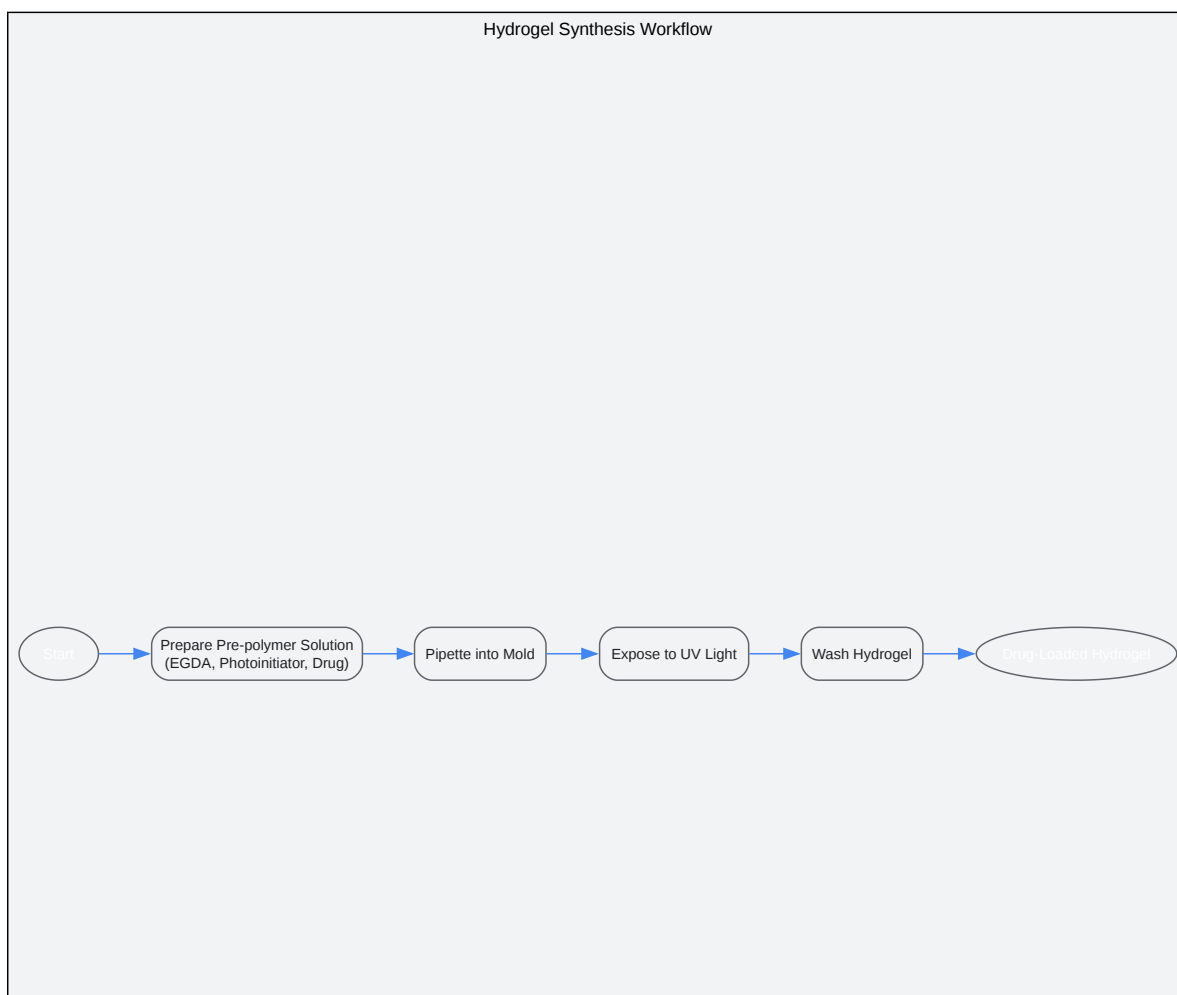 Hydrogel Synthesis Workflow
Start
Prepare Pre-polymer Solution
(EGDA, Photoinitiator, Drug)
Pipette into Mold
Expose to UV Light
Wash Hydrogel
Drug-Loaded Hydrogel